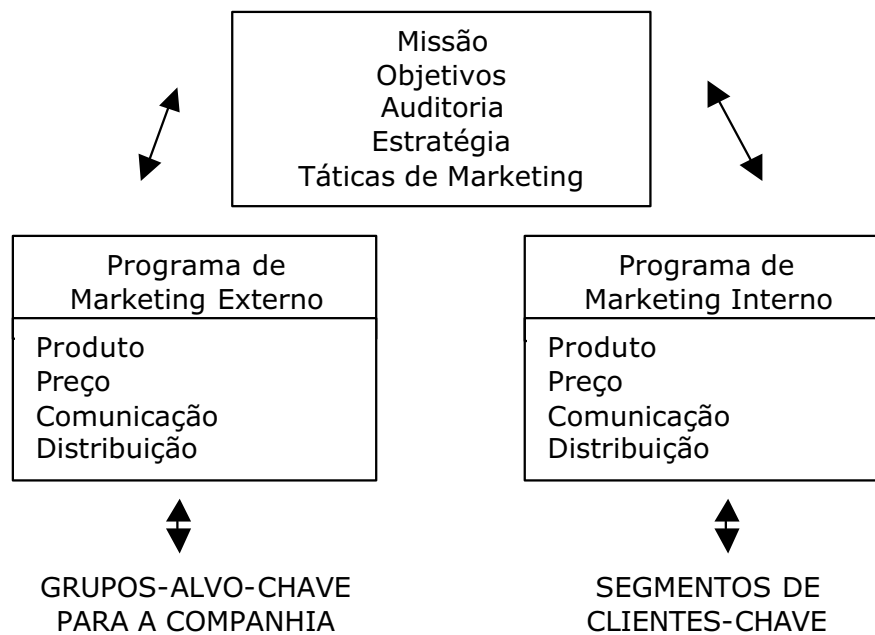 Missão
Objetivos
Auditoria
Estratégia
Táticas de Marketing
Programa de
Marketing Externo
Produto
Preço
Comunicação
Distribuição
GRUPOS-ALVO-CHAVE
PARA A COMPANHIA
Programa de
Marketing Interno
Produto
Preço
Comunicação
Distribuição
SEGMENTOS DE
CLIENTES-CHAVE